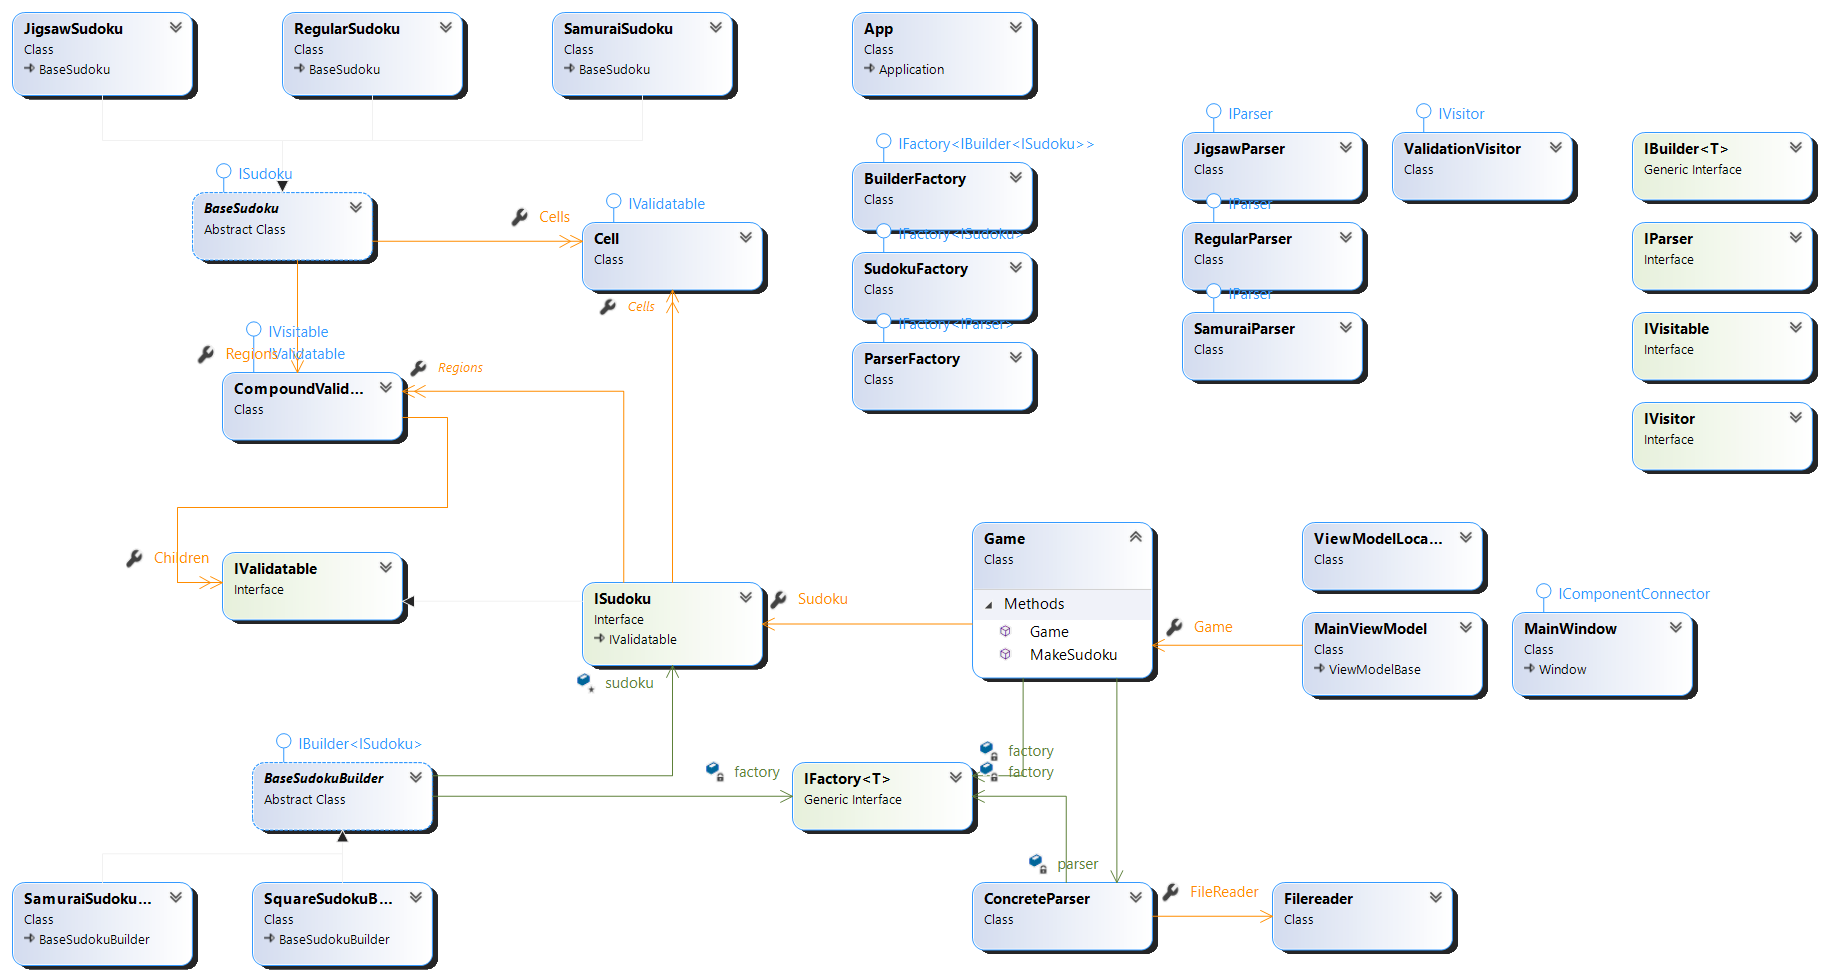 JigsawSudoku
Class
BaseSudoku
RegularSudoku
Class
BaseSudoku
SamuraiSudoku
Class
BaseSudoku
App
Class
Application
ISudoku
BaseSudoku
Abstract Class
Cells
IValidatable
Cell
Class
Cells
IFactory<IBuilder<ISudoku>>
BuilderFactory
Class
IFactory<ISudoku>
SudokuFactory
Class
IFactory<IParser>
ParserFactory
Class
IParser
JigsawParser
Class
IParser
RegularParser
Class
IParser
SamuraiParser
Class
IVisitor
ValidationVisitor
Class
IBuilder<T>
Generic Interface
IParser
Interface
IVisitable
Interface
IVisitor
Interface
IVisitable
IValidatable
Regions
CompoundValid...
Class
Regions
Children
IValidatable
Interface
ISudoku
Interface
IValidatable
Sudoku
sudoku
Game
Class
Methods
Game
MakeSudoku
Game
ViewModelLoca...
Class
MainViewModel
Class
ViewModelBase
IComponentConnector
MainWindow
Class
Window
IBuilder<ISudoku>
BaseSudokuBuilder
Abstract Class
factory
IFactory<T>
Generic Interface
factory
factory
parser
SamuraiSudoku...
Class
BaseSudokuBuilder
SquareSudokuB...
Class
BaseSudokuBuilder
ConcreteParser
Class
FileReader
Filereader
Class